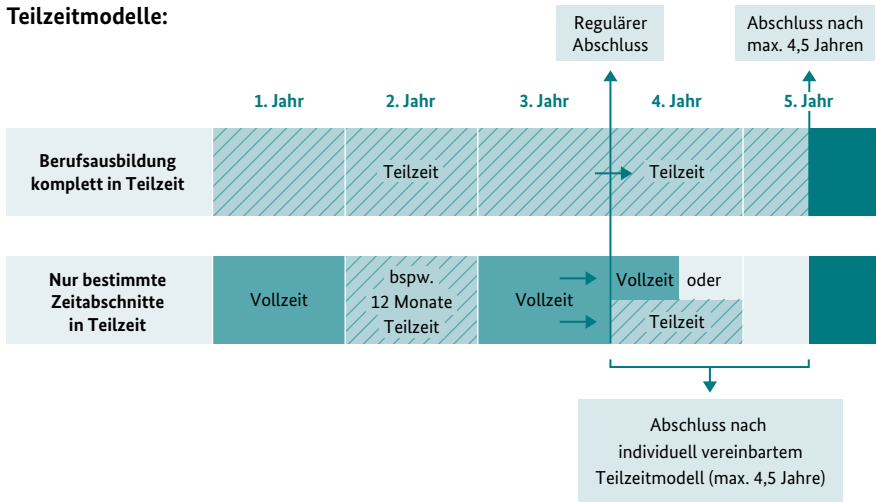 Teilzeitmodelle:
Regulärer
Abschluss
Abschluss nach
max. 4,5 Jahren
1. Jahr
2. Jahr
3. Jahr
4. Jahr
5. Jahr
Berufsausbildung
komplett in Teilzeit
Teilzeit
Teilzeit
Nur bestimmte
Zeitabschnitte
in Teilzeit
Vollzeit
bspw.
12 Monate
Teilzeit
Vollzeit
Vollzeit oder
Teilzeit
Abschluss nach
individuell vereinbartem
Teilzeitmodell (max. 4,5 Jahre)